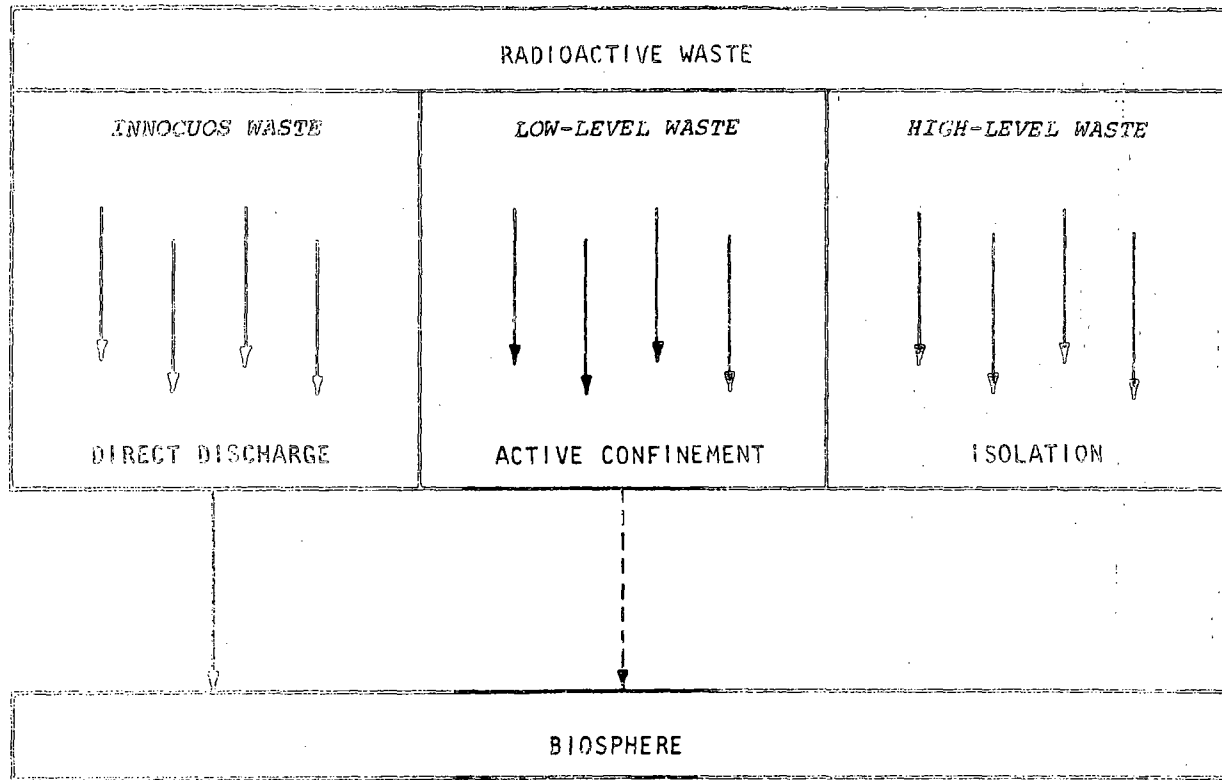 RADIOACTIVE WASTE
INNOCUOS WASTE
LOW-LEVEL WASTE
HIGH-LEVEL WASTE
DIRECT DISCHARGE
ACTIVE CONFINEMENT
ISOLATION
BIOSPHERE